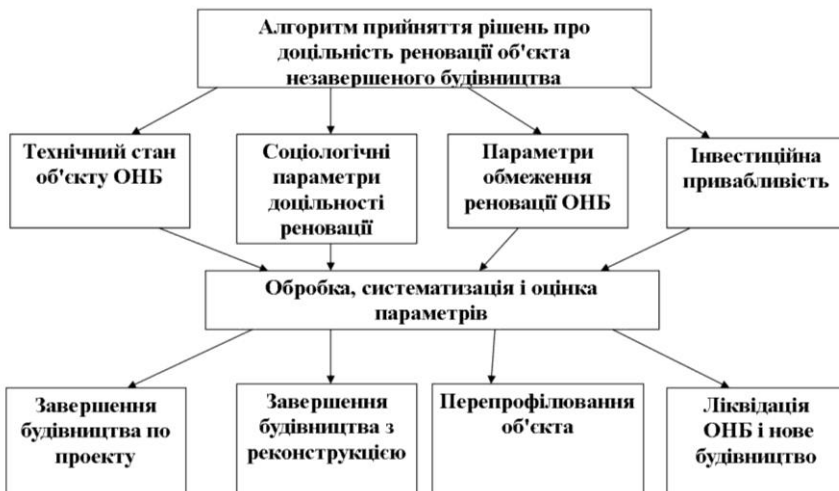 Алгоритм прийняття рішень про
доцільність реновації об'єкта
незавершеного будівництва
Технічний стан
об'єкту ОНБ
Соціологічні
параметри
доцільності
реновації
Параметри
обмеження
реновації ОНБ
Інвестиційна
привабливість
Обробка, систематизація і оцінка
параметрів
Завершення
будівництва по
проекту
Завершення
будівництва з
реконструкцією
Перепрофілювання
об'єкта
Ліквідація
ОНБ і нове
будівництво